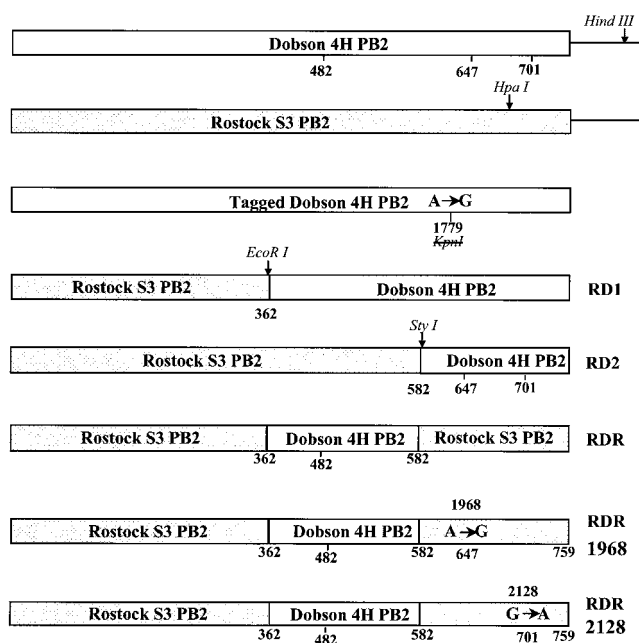 Hind III
Dobson 4H PB2
482 647 701
Hpa I
Rostock S3 PB2
Tagged Dobson 4H PB2 A→G
1779
KpnI
EcoR I
Rostock S3 PB2 Dobson 4H PB2 RD1
362
Sty I
Rostock S3 PB2 Dobson 4H PB2 RD2
582 647 701
Rostock S3 PB2 Dobson 4H PB2 Rostock S3 PB2 RDR
362 482 582
1968
Rostock S3 PB2 Dobson 4H PB2 A→G RDR
362 482 582 647 759 1968
2128
Rostock S3 PB2 Dobson 4H PB2 G→A RDR
362 482 582 701 759 2128